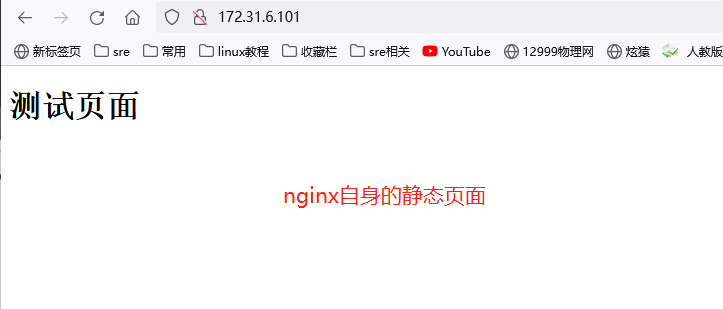 172.31.6.101
新标签页 sre 常用 linux教程 收藏栏 sre相关 YouTube 12999物理网 炫猿 人教版
测试页面
nginx自身的静态页面